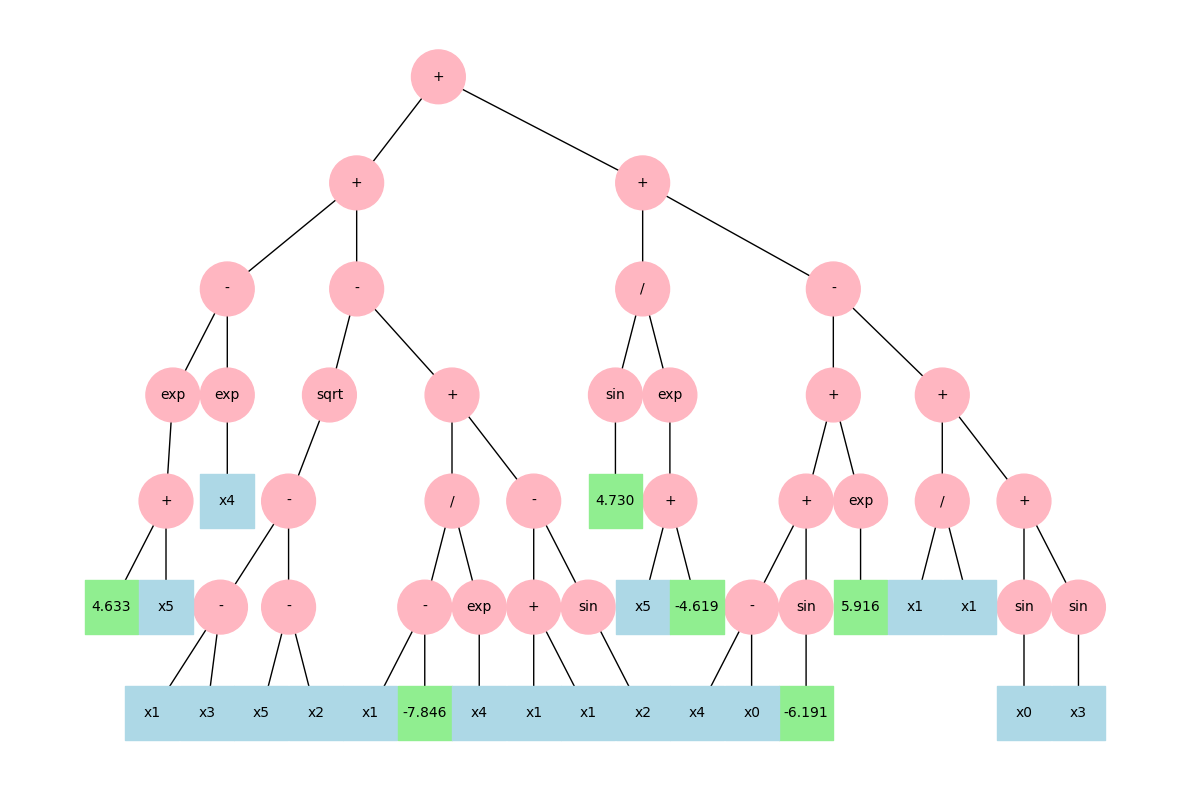 +
+ +
- - / -
exp exp sqrt + sin exp + +
+ x4 - / - 4.730 + + exp / +
4.633 x5 - - - exp + sin x5 -4.619 - sin 5.916 x1 x1 sin sin
x1 x3 x5 x2 x1 -7.846 x4 x1 x1 x2 x4 x0 -6.191 x0 x3